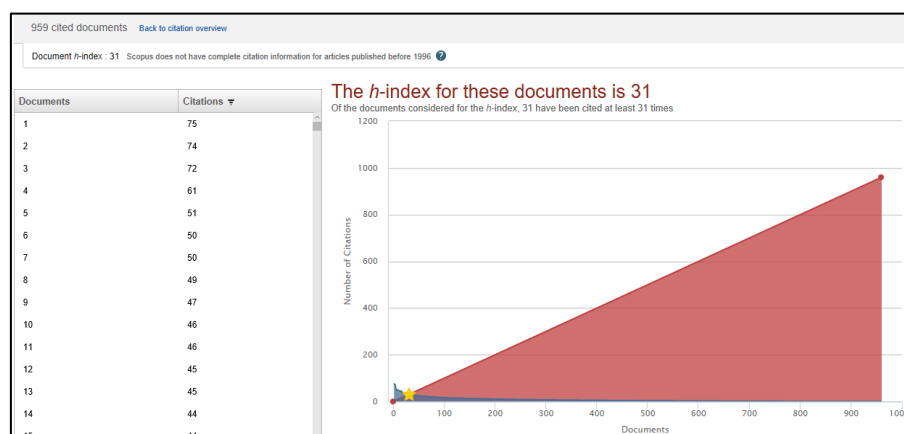 959 cited documents Back to citation overview
Document h-index : 31 Scopus does not have complete citation information for articles published before 1996. ?
Documents Citations
1 75
2 74
3 72
4 61
5 51
6 50
7 50
8 49
9 47
10 46
11 46
12 45
13 45
14 44
The h-index for these documents is 31
Of the documents considered for the h-index, 31 have been cited at least 31 times
1200
1000
800
600
400
200
0
Number of Citations
0 100 200 300 400 500 600 700 800 900
Documents